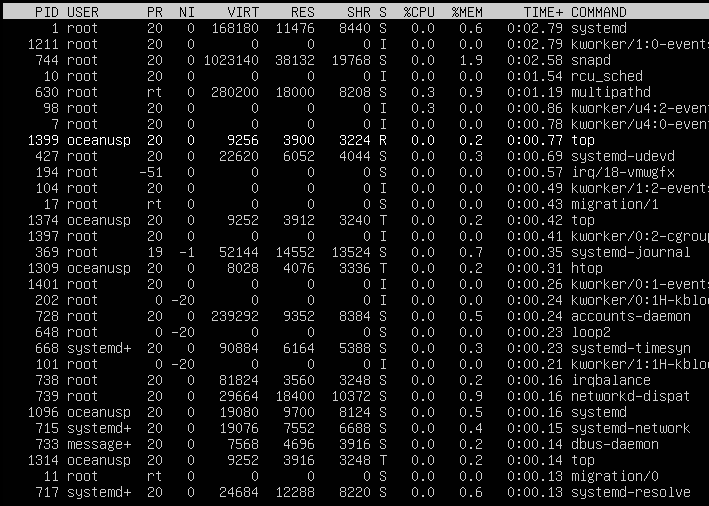 PID USER PR NI VIRT RES SHR S %CPU %MEM TIME+ COMMAND
1 root 20 0 168180 11476 8440 S 0.0 0.6 0:02.79 systemd
1211 root 20 0 0 0 0 I 0.0 0.0 0:02.79 kworker/1:0-events
744 root 20 0 1023140 38132 19768 S 0.0 1.9 0:02.58 snapd
10 root 20 0 0 0 0 I 0.0 0.0 0:01.54 rcu_sched
630 root rt 0 280200 18000 8208 S 0.3 0.9 0:01.19 multipathd
98 root 20 0 0 0 0 I 0.3 0.0 0:00.86 kworker/u4:2-event
7 root 20 0 0 0 0 I 0.0 0.0 0:00.78 kworker/u4:0-event
1399 oceanusp 20 0 9256 3900 3224 R 0.0 0.2 0:00.77 top
427 root 20 0 22620 6052 4044 S 0.0 0.3 0:00.69 systemd-udevd
194 root -51 0 0 0 0 S 0.0 0.0 0:00.57 irq/18-vmwgfx
104 root 20 0 0 0 0 I 0.0 0.0 0:00.49 kworker/1:2-events
17 root rt 0 0 0 0 S 0.0 0.0 0:00.43 migration/1
1374 oceanusp 20 0 9252 3912 3240 T 0.0 0.2 0:00.42 top
1397 root 20 0 0 0 0 I 0.0 0.0 0:00.41 kworker/0:2-cgroup
369 root 19 -1 52144 14552 13524 S 0.0 0.7 0:00.35 systemd-journal
1309 oceanusp 20 0 8028 4076 3336 T 0.0 0.2 0:00.31 htop
1401 root 20 0 0 0 0 I 0.0 0.0 0:00.26 kworker/0:1-events
202 root 0 -20 0 0 0 I 0.0 0.0 0:00.24 kworker/0:1H-kbloc
728 root 20 0 239292 9352 8384 S 0.0 0.5 0:00.24 accounts-daemon
648 root 0 -20 0 0 0 S 0.0 0.0 0:00.23 loop2
668 systemd+ 20 0 90884 6164 5388 S 0.0 0.3 0:00.23 systemd-timesyn
101 root 0 -20 0 0 0 I 0.0 0.0 0:00.21 kworker/1:1H-kbloc
738 root 20 0 81824 3560 3248 S 0.0 0.2 0:00.16 irqbalance
739 root 20 0 29664 18400 10372 S 0.0 0.9 0:00.16 networkd-dispat
1096 oceanusp 20 0 19080 9700 8124 S 0.0 0.5 0:00.16 systemd
715 systemd+ 20 0 19076 7552 6688 S 0.0 0.4 0:00.15 systemd-network
733 message+ 20 0 7568 4696 3916 S 0.0 0.2 0:00.14 dbus-daemon
1314 oceanusp 20 0 9252 3916 3248 T 0.0 0.2 0:00.14 top
11 root rt 0 0 0 0 S 0.0 0.0 0:00.13 migration/0
717 systemd+ 20 0 24684 12288 8220 S 0.0 0.6 0:00.13 systemd-resolve